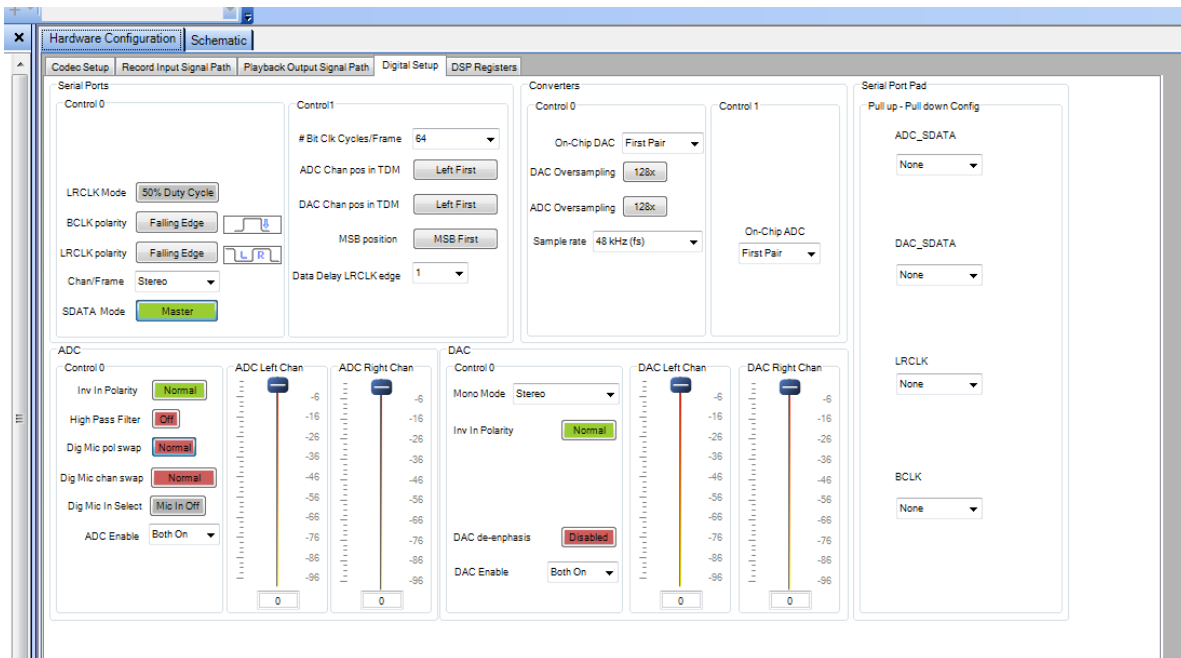 Hardware Configuration Schematic
Codec Setup Record Input Signal Path Playback Output Signal Path Digital Setup DSP Registers
Serial Ports
Control 0
LRCLK Mode 50% Duty Cycle
BCLK polarity Falling Edge
LRCLK polarity Falling Edge L R
Chan/Frame Stereo
SDATA Mode Master
Control1
# Bit Clk Cycles/Frame 64
ADC Chan pos in TDM Left First
DAC Chan pos in TDM Left First
MSB position MSB First
Data Delay LRCLK edge 1
Converters
Control 0
On-Chip DAC First Pair
DAC Oversampling 128x
ADC Oversampling 128x
Sample rate 48 kHz (fs)
Control 1
On-Chip ADC
First Pair
Serial Port Pad
Pull up - Pull down Config
ADC_SDATA
None
DAC_SDATA
None
LRCLK
None
BCLK
None
ADC
Control 0
Inv In Polarity Normal
High Pass Filter Off
Dig Mic pol swap Normal
Dig Mic chan swap Normal
Dig Mic In Select Mic In Off
ADC Enable Both On
ADC Left Chan
-6
-16
-26
-36
-46
-56
-66
-76
-86
-96
0
ADC Right Chan
-6
-16
-26
-36
-46
-56
-66
-76
-86
-96
0
DAC
Control 0
Mono Mode Stereo
Inv In Polarity Normal
DAC de-enphasis Disabled
DAC Enable Both On
DAC Left Chan
-6
-16
-26
-36
-46
-56
-66
-76
-86
-96
0
DAC Right Chan
-6
-16
-26
-36
-46
-56
-66
-76
-86
-96
0